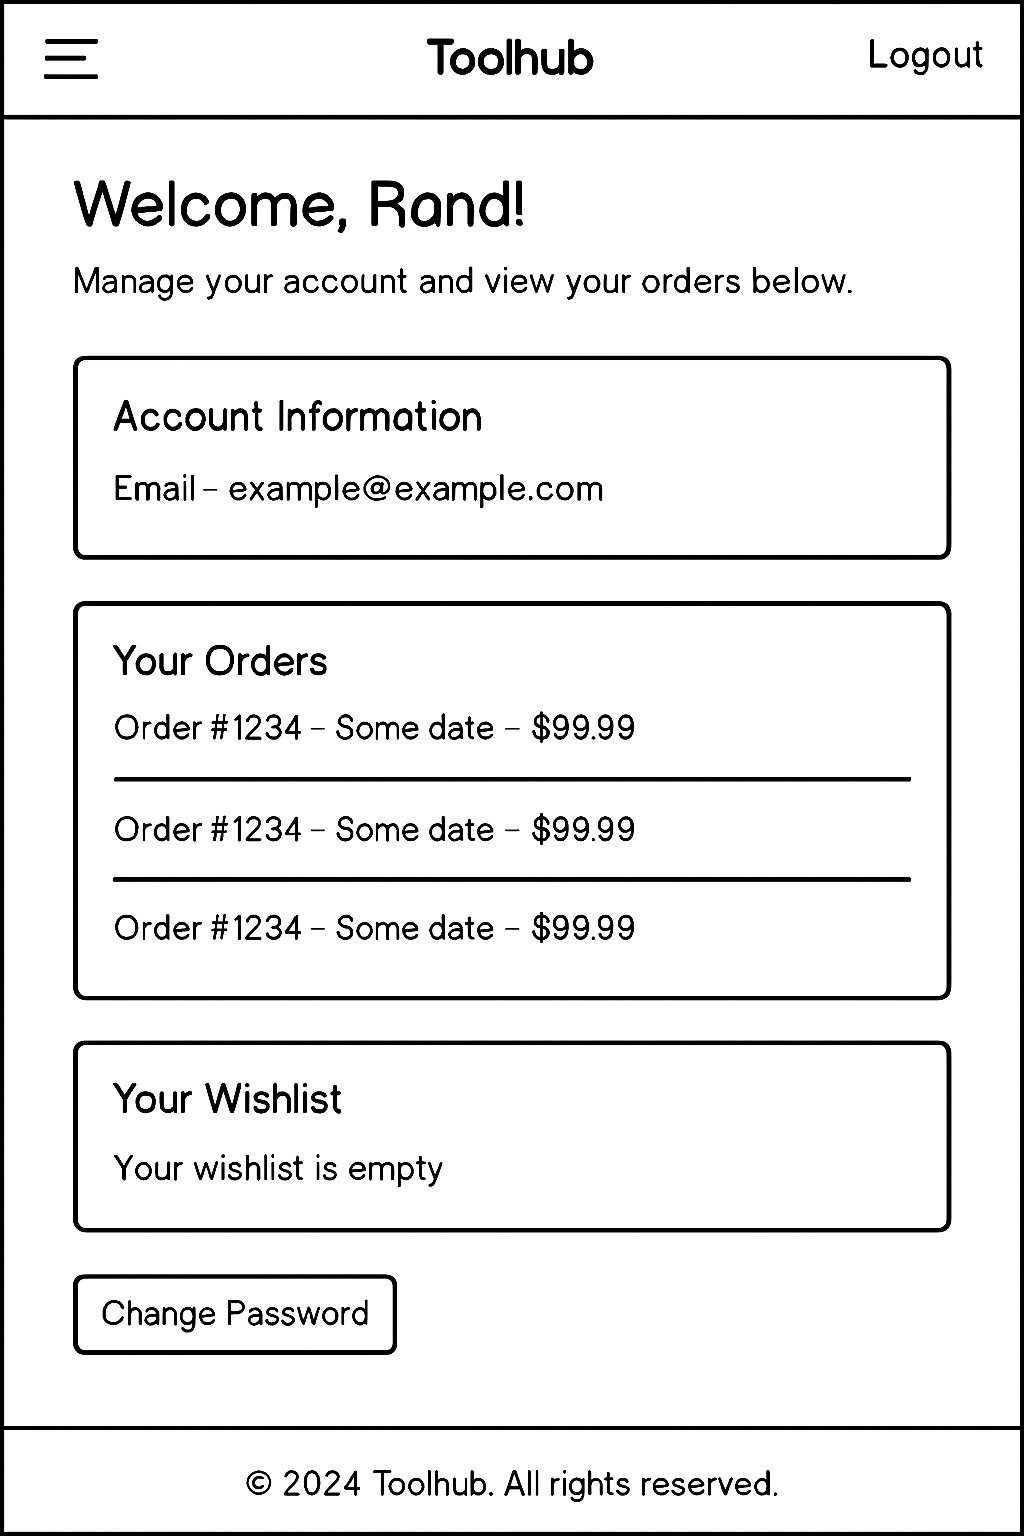 Toolhub
Logout
Welcome, Rand!
Manage your account and view your orders below.
Account Information
Email – example@example.com
Your Orders
Order #1234 – Some date – $99.99
Order #1234 – Some date – $99.99
Order #1234 – Some date – $99.99
Your Wishlist
Your wishlist is empty
Change Password
© 2024 Toolhub. All rights reserved.